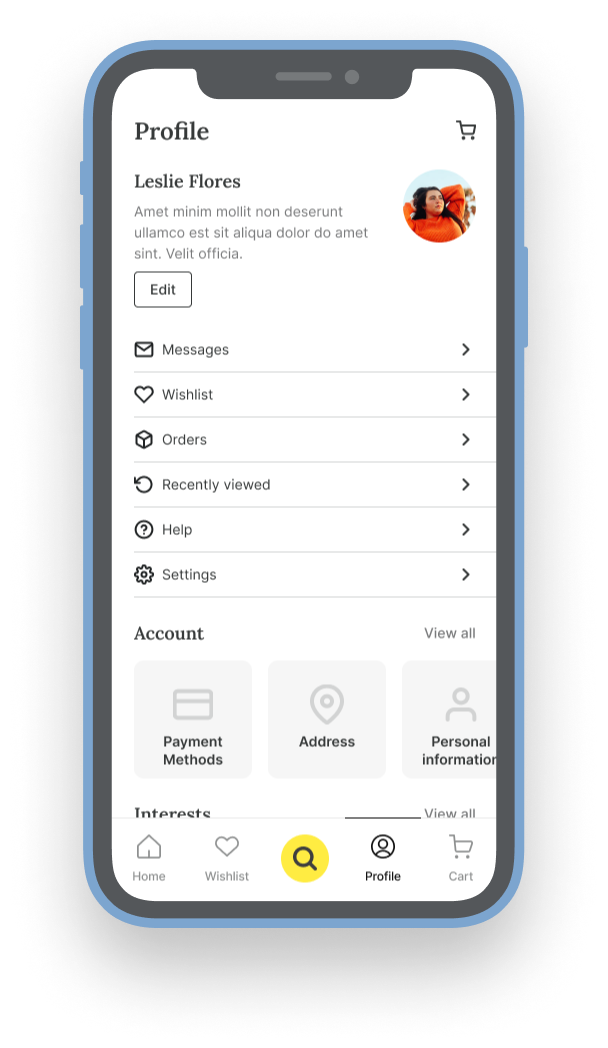 Profile
Leslie Flores
Amet minim mollit non deserunt
ullamco est sit aliqua dolor do amet
sint. Velit officia.
Edit
Messages
Wishlist
Orders
Recently viewed
Help
Settings
Account
View all
Payment
Methods
Address
Personal
information
Interests
View all
Home
Wishlist
Profile
Cart